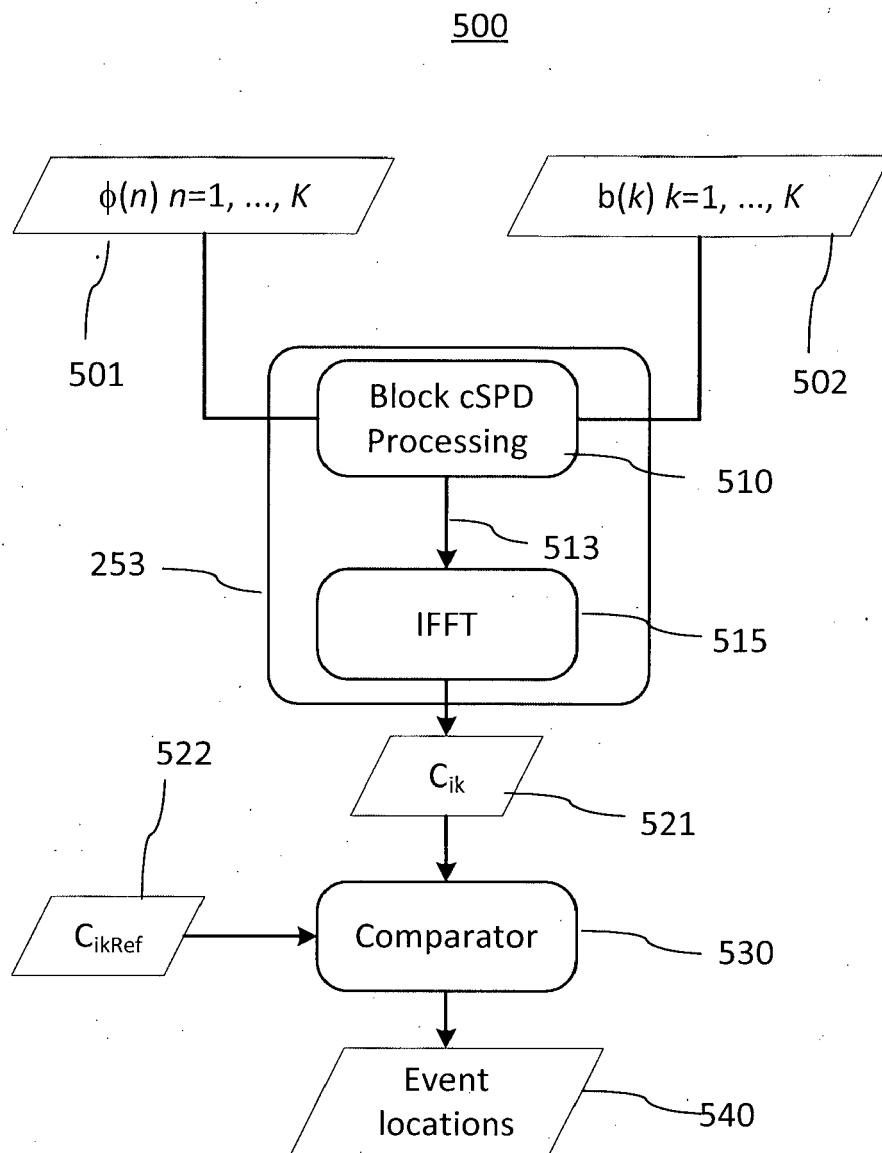 500
ϕ(n) n=1, ..., K
b(k) k=1, ..., K
501
502
Block cSPD
Processing
510
513
253
IFFT
515
522
C_ik
521
C_ikRef
Comparator
530
Event
locations
540